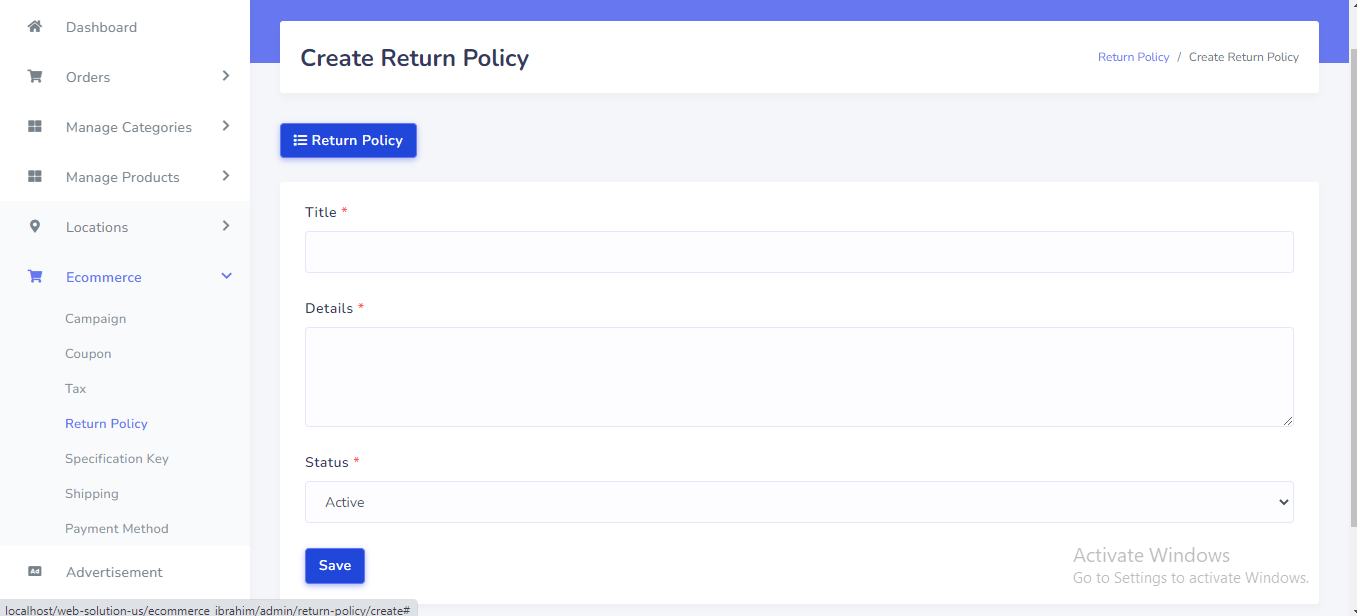 Dashboard
Orders
Manage Categories
Manage Products
Locations
Ecommerce
Campaign
Coupon
Tax
Return Policy
Specification Key
Shipping
Payment Method
Ad
Advertisement
Create Return Policy
Return Policy / Create Return Policy
Return Policy
Title *
Details *
Status *
Active
Save
Activate Windows
Go to Settings to activate Windows.
localhost/web-solution-us/ecommerce_ibrahim/admin/return-policy/create#